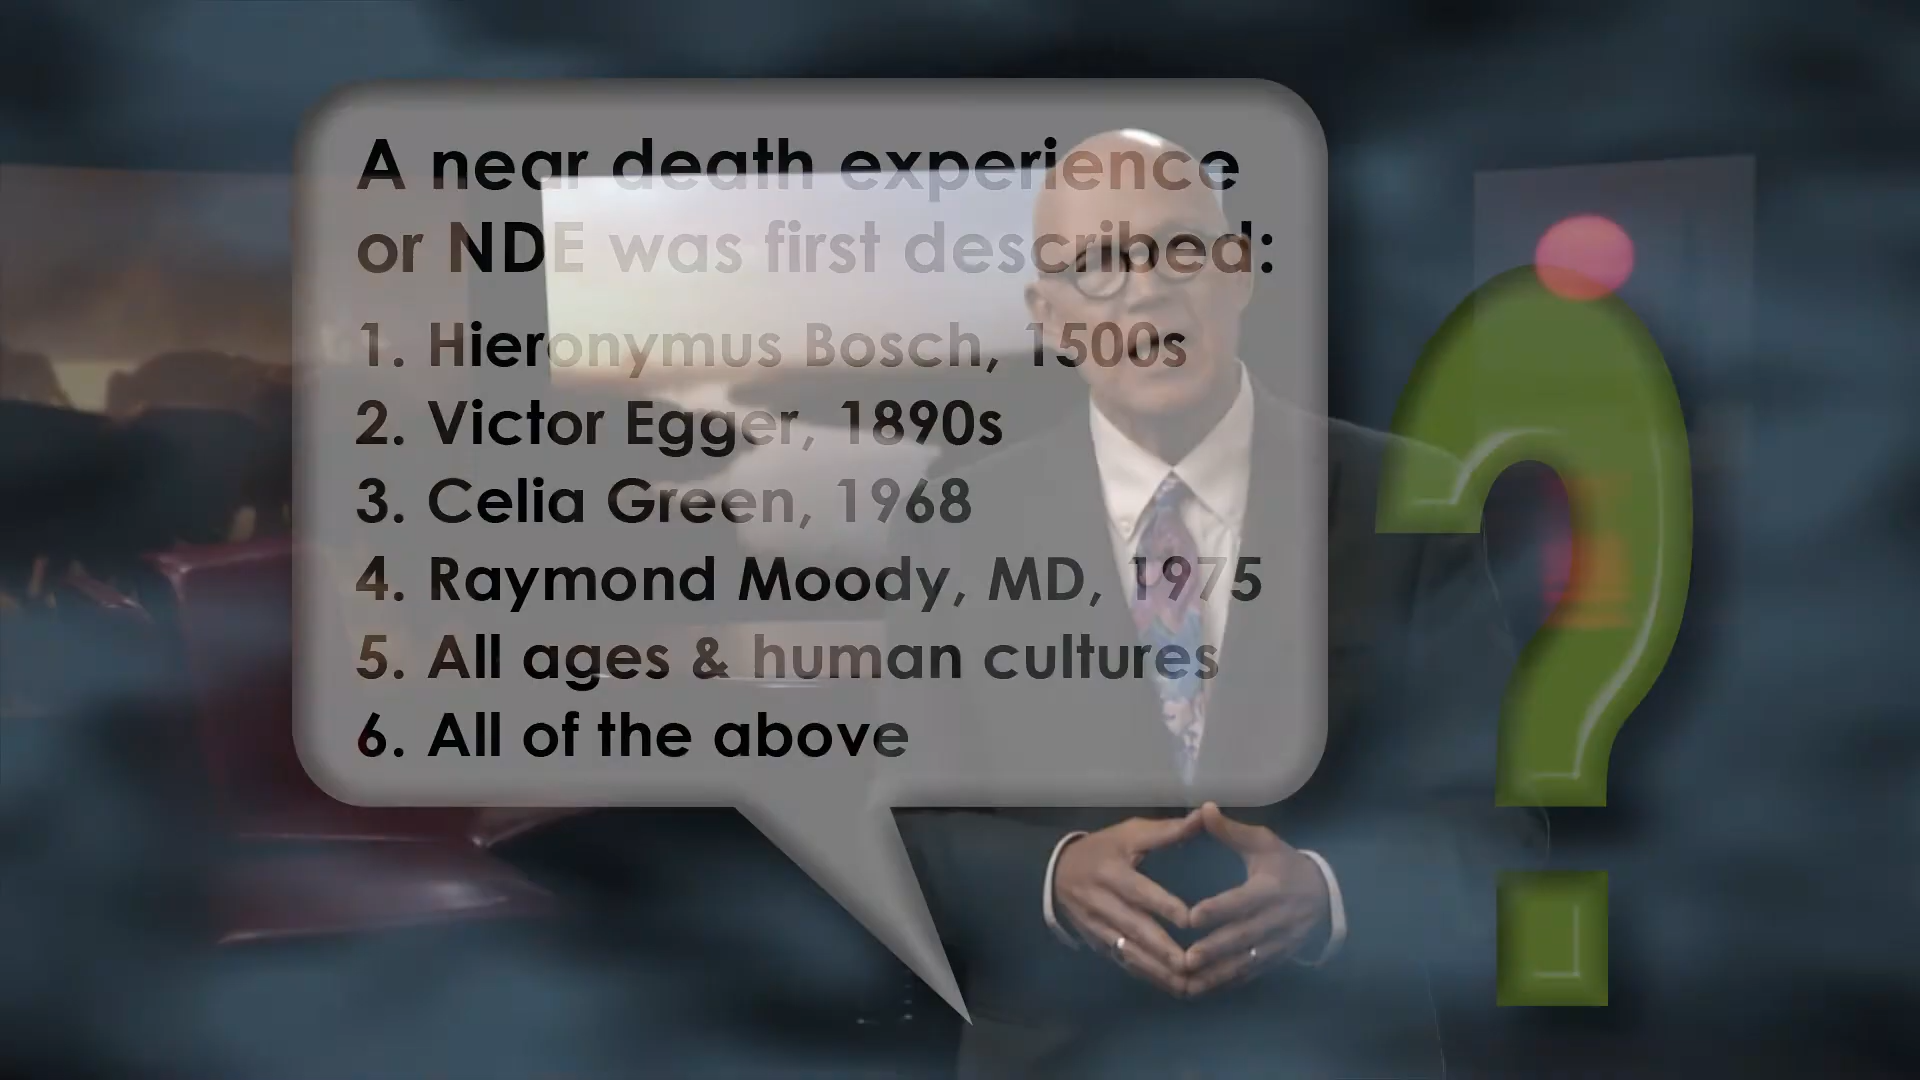 A near death experience
or NDE was first described:
1. Hieronymus Bosch, 1500s
2. Victor Egger, 1890s
3. Celia Green, 1968
4. Raymond Moody, MD, 1975
5. All ages & human cultures
6. All of the above
?